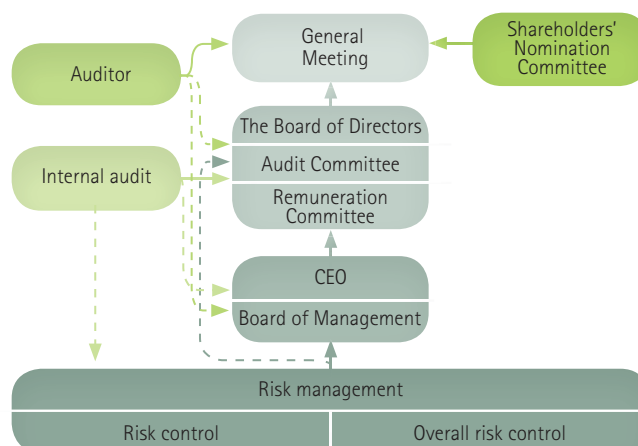 General
Meeting
Shareholders’
Nomination
Committee
Auditor
The Board of Directors
Audit Committee
Internal audit
Remuneration
Committee
CEO
Board of Management
Risk management
Risk control
Overall risk control